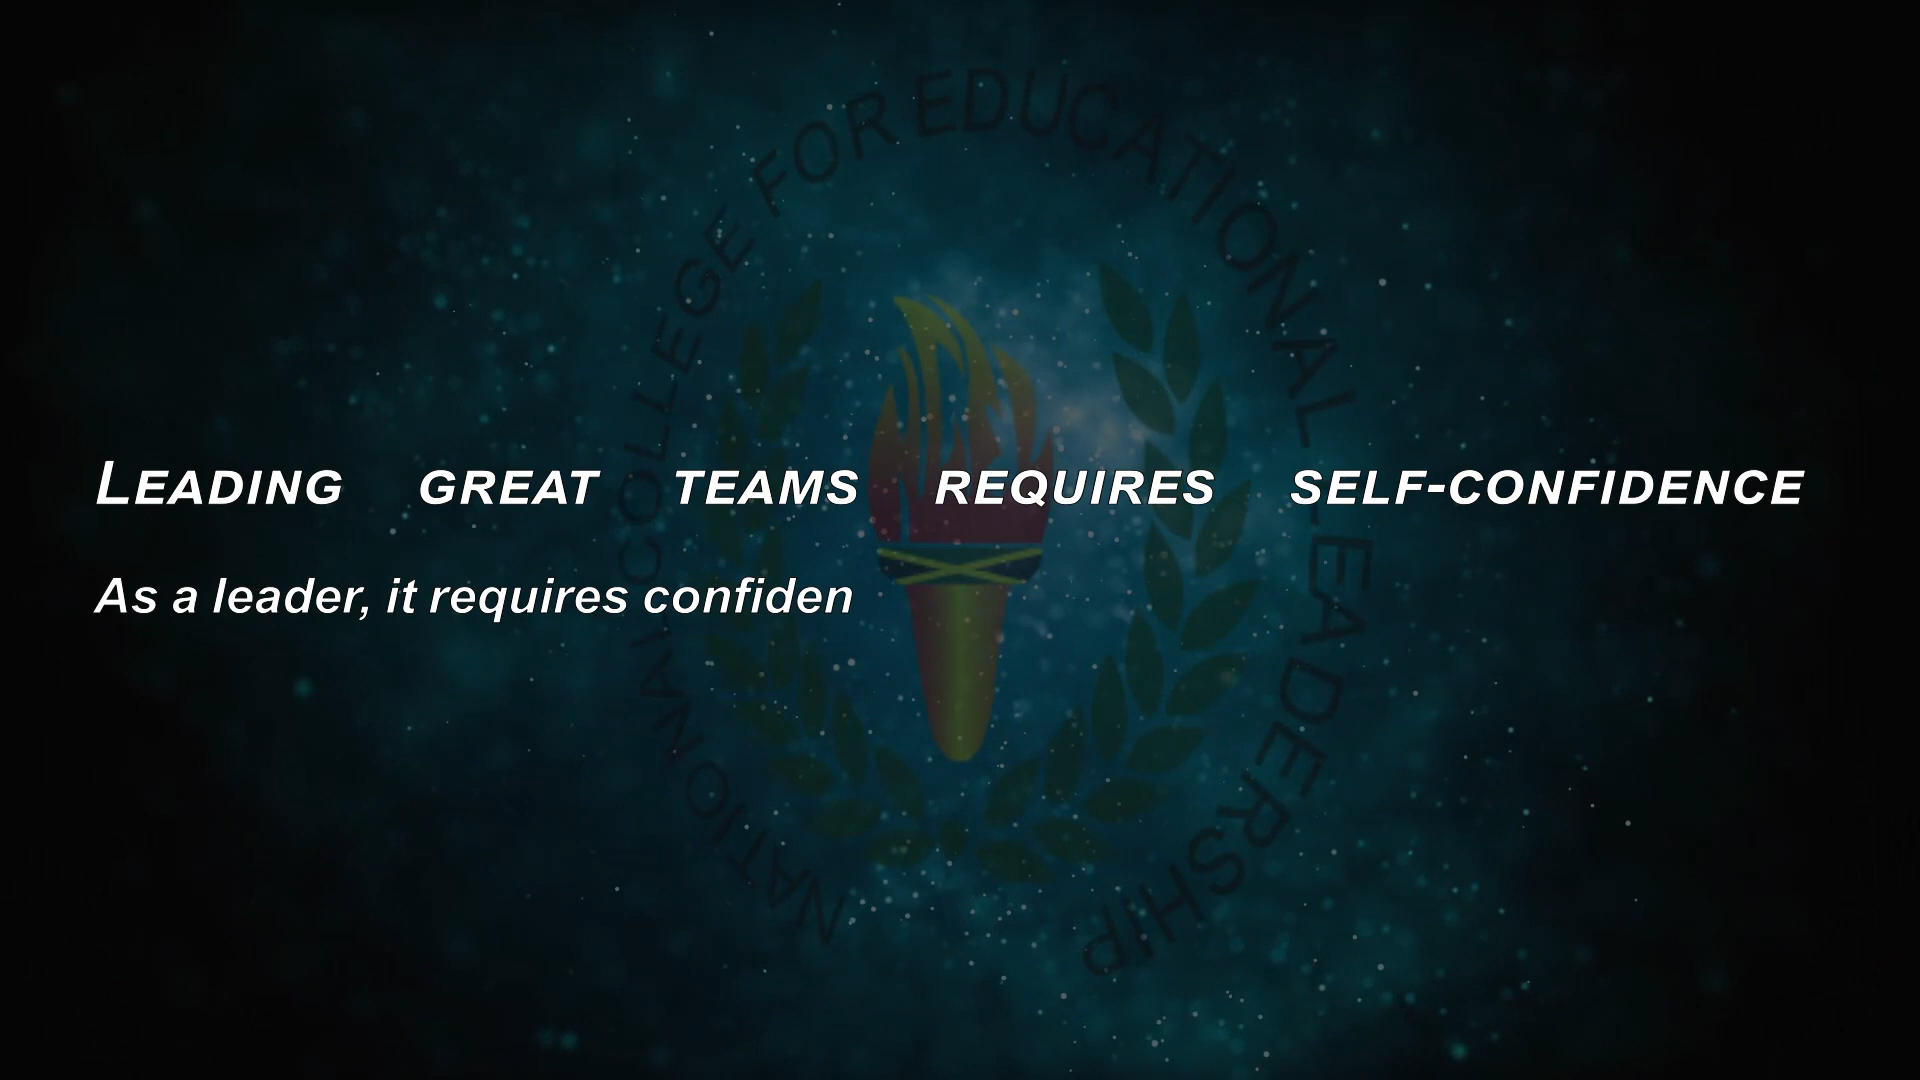 NATIONAL COLLEGE FOR EDUCATIONAL LEADERSHIP
LEADING GREAT TEAMS REQUIRES SELF-CONFIDENCE
As a leader, it requires confiden